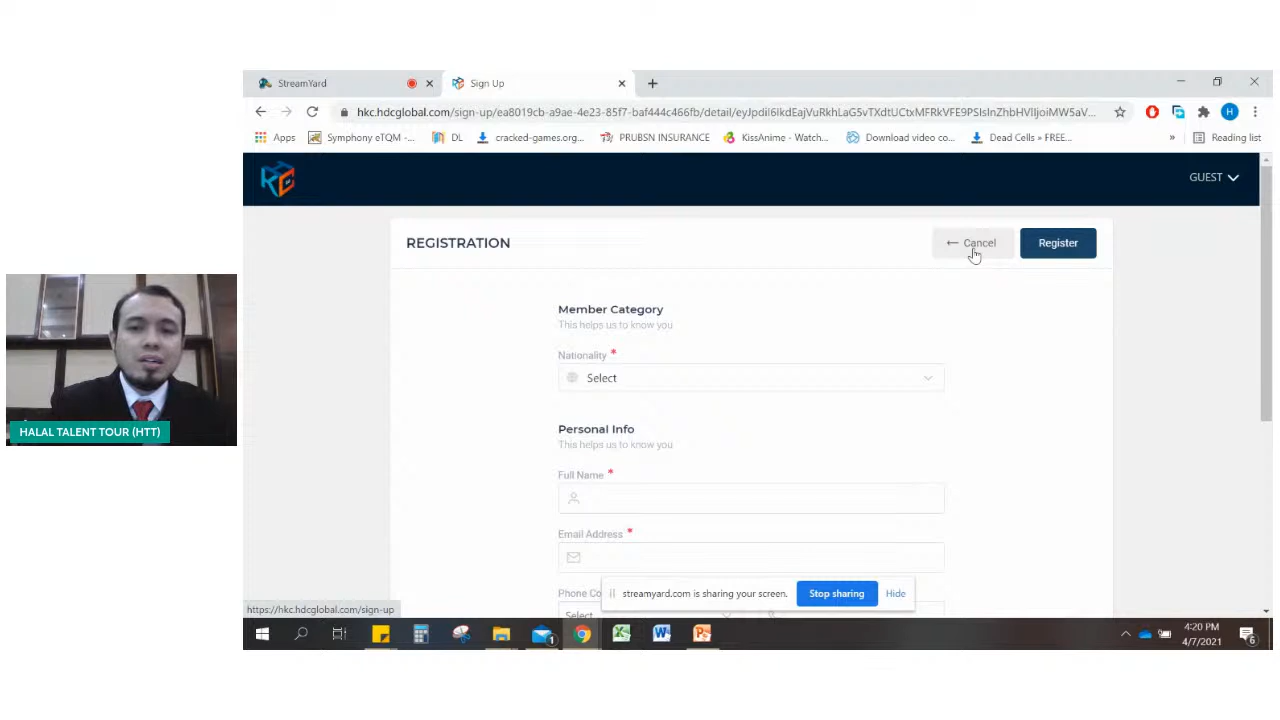 StreamYard
Sign Up
hkc.hdcglobal.com/sign-up/ea8019cb-a9ae-4e23-85f7-baf444c466fb/detail/eyJpdiI6IkdEajVuRkhLaG5vTXdtUCtxMFRkVEE9PSIsInZhbHVlIjoiMW5aV...
Apps
Symphony eTQM -...
DL
cracked-games.org...
PRUBSN INSURANCE
KissAnime - Watch...
Download video co...
Dead Cells » FREE...
»
Reading list
GUEST
REGISTRATION
← Cancel
Register
Member Category
This helps us to know you
Nationality *
Select
Personal Info
This helps us to know you
Full Name *
Email Address *
Phone Co
Select
streamyard.com is sharing your screen.
Stop sharing
Hide
https://hkc.hdcglobal.com/sign-up
HALAL TALENT TOUR (HTT)
4:20 PM
4/7/2021